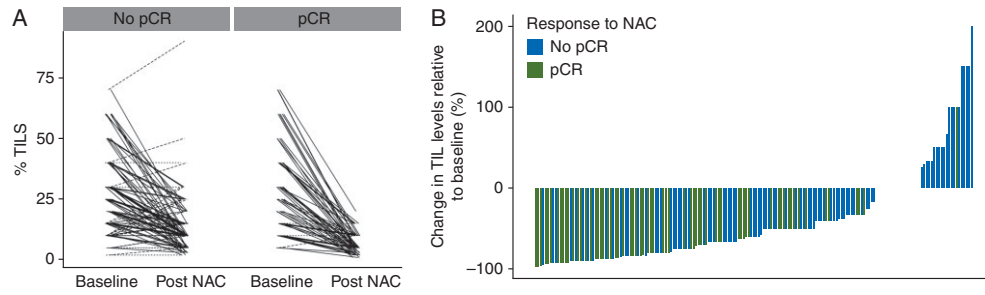 A
No pCR
pCR
% TILS
75
50
25
0
Baseline
Post NAC
Baseline
Post NAC
B
Change in TIL levels relative
to baseline (%)
200
100
0
−100
Response to NAC
No pCR
pCR